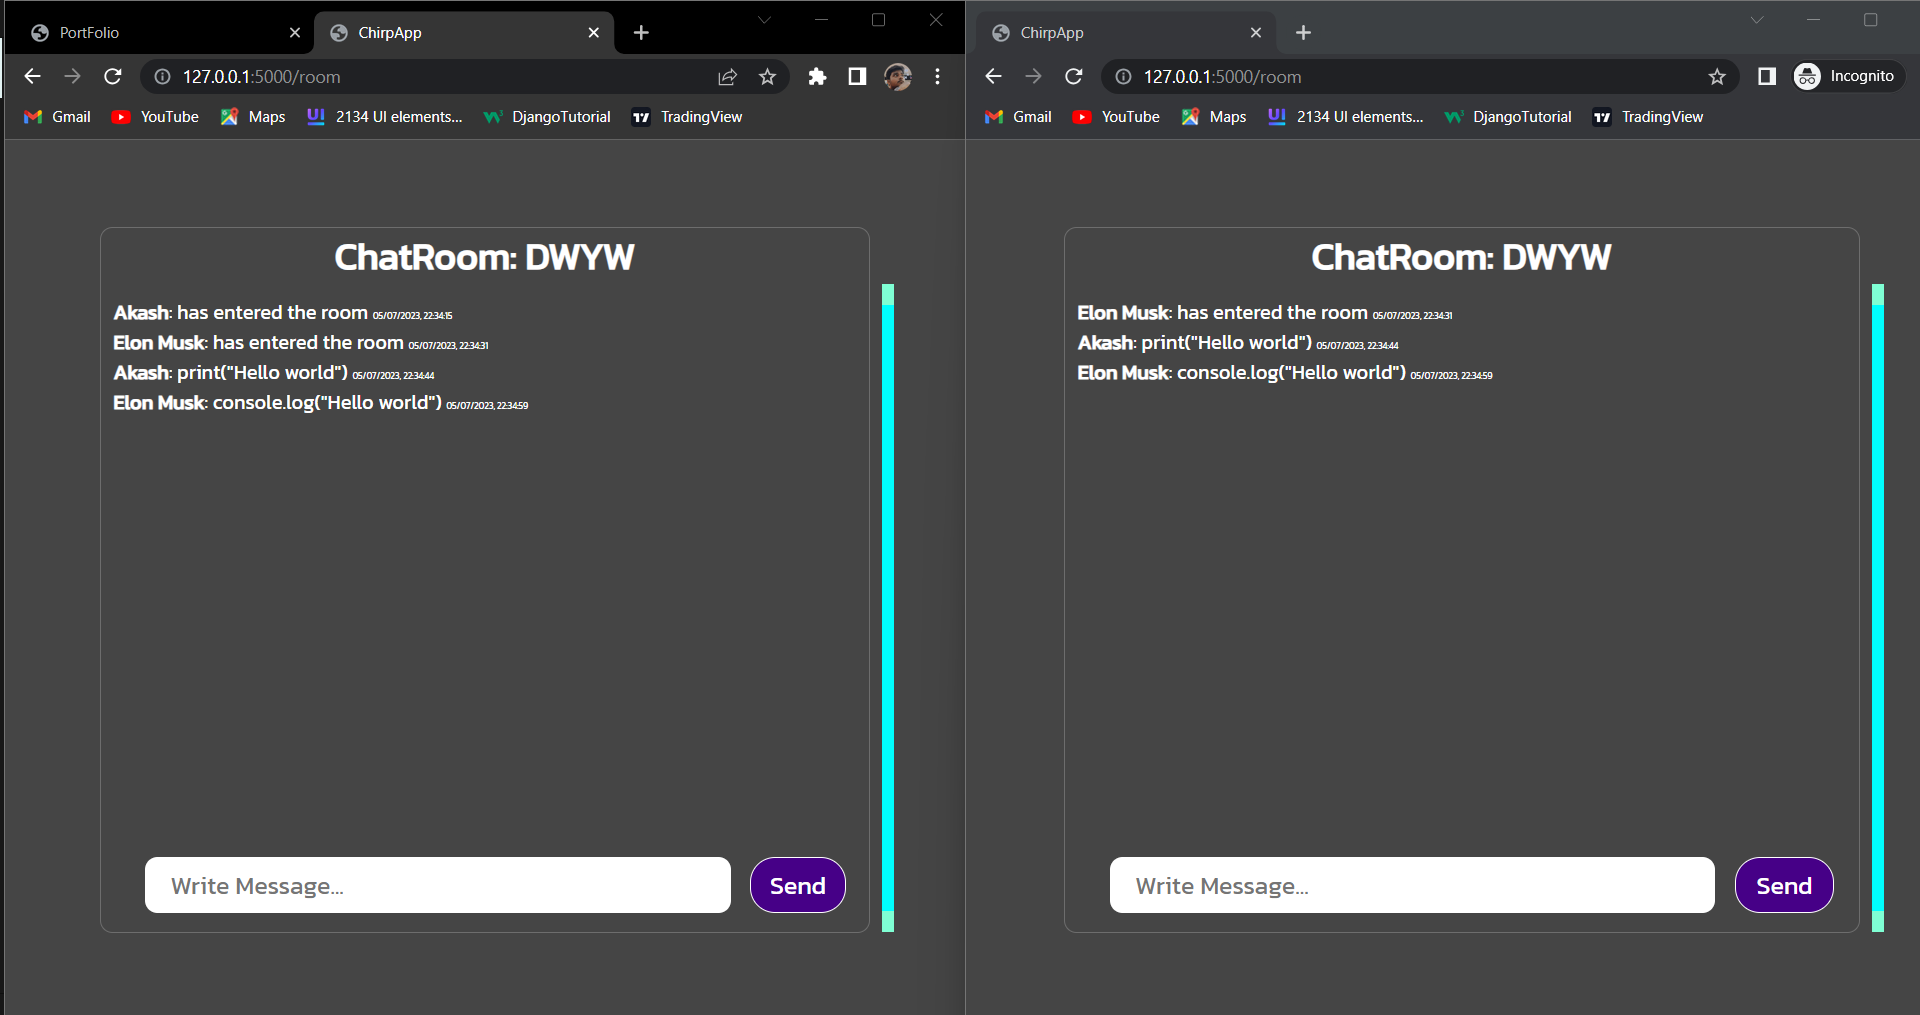 PortFolio
ChirpApp
127.0.0.1:5000/room
Gmail YouTube Maps UI 2134 UI elements... DjangoTutorial TradingView
ChatRoom: DWYW
Akash: has entered the room 05/07/2023, 22:34:15
Elon Musk: has entered the room 05/07/2023, 22:34:31
Akash: print("Hello world") 05/07/2023, 22:34:44
Elon Musk: console.log("Hello world") 05/07/2023, 22:34:59
Write Message...
Send
ChirpApp
127.0.0.1:5000/room
Incognito
Gmail YouTube Maps UI 2134 UI elements... DjangoTutorial TradingView
ChatRoom: DWYW
Elon Musk: has entered the room 05/07/2023, 22:34:31
Akash: print("Hello world") 05/07/2023, 22:34:44
Elon Musk: console.log("Hello world") 05/07/2023, 22:34:59
Write Message...
Send